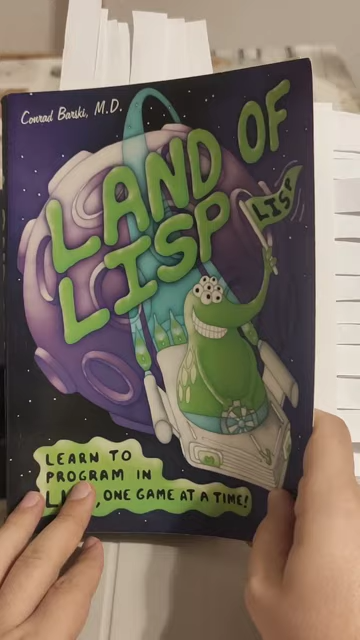 Conrad Barski, M.D.
LAND OF
LISP
LISP
LEARN TO
PROGRAM IN
, ONE GAME AT A TIME!